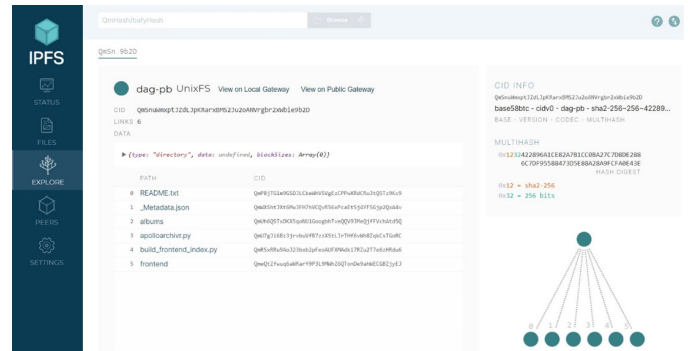 QmHash/bafyHash
Browse
IPFS
STATUS
FILES
EXPLORE
PEERS
SETTINGS
QmSn 9b2D
dag-pb UnixFS View on Local Gateway View on Public Gateway
CID
LINKS 6
DATA
{type: "directory", data: undefined, blockSizes: Array[0]}
PATH CID
0 README.txt
1 _Metadata.json
2 albums
3 apolloarchivr.py
4 build_frontend_index.py
5 frontend
CID INFO
base58btc - cidv0 - dag-pb - sha2-256~256~42289...
BASE - VERSION - CODEC - MULTIHASH
MULTIHASH
HASH DIGEST
0x12 = sha2-256
0x32 = 256 bits
0 1 2 3 4 5